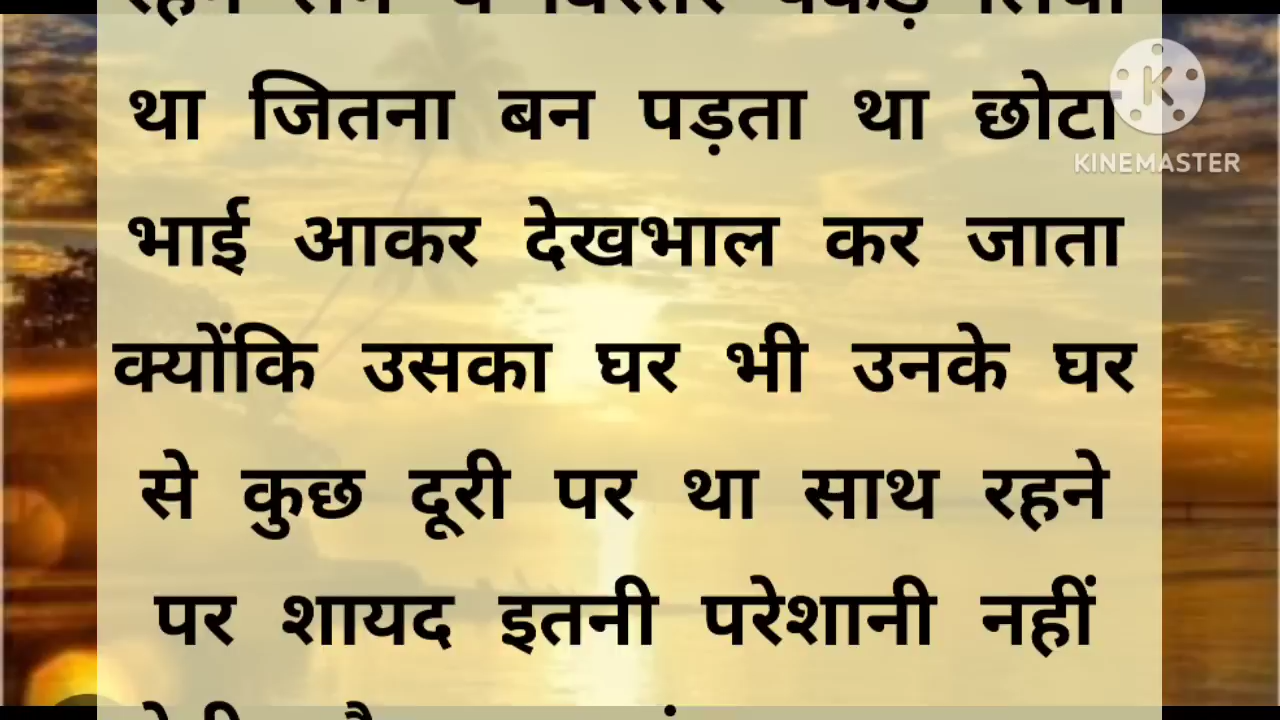 था जितना बन पड़ता था छोटा
भाई आकर देखभाल कर जाता
क्योंकि उसका घर भी उनके घर
से कुछ दूरी पर था साथ रहने
पर शायद इतनी परेशानी नहीं
K
KINEMASTER